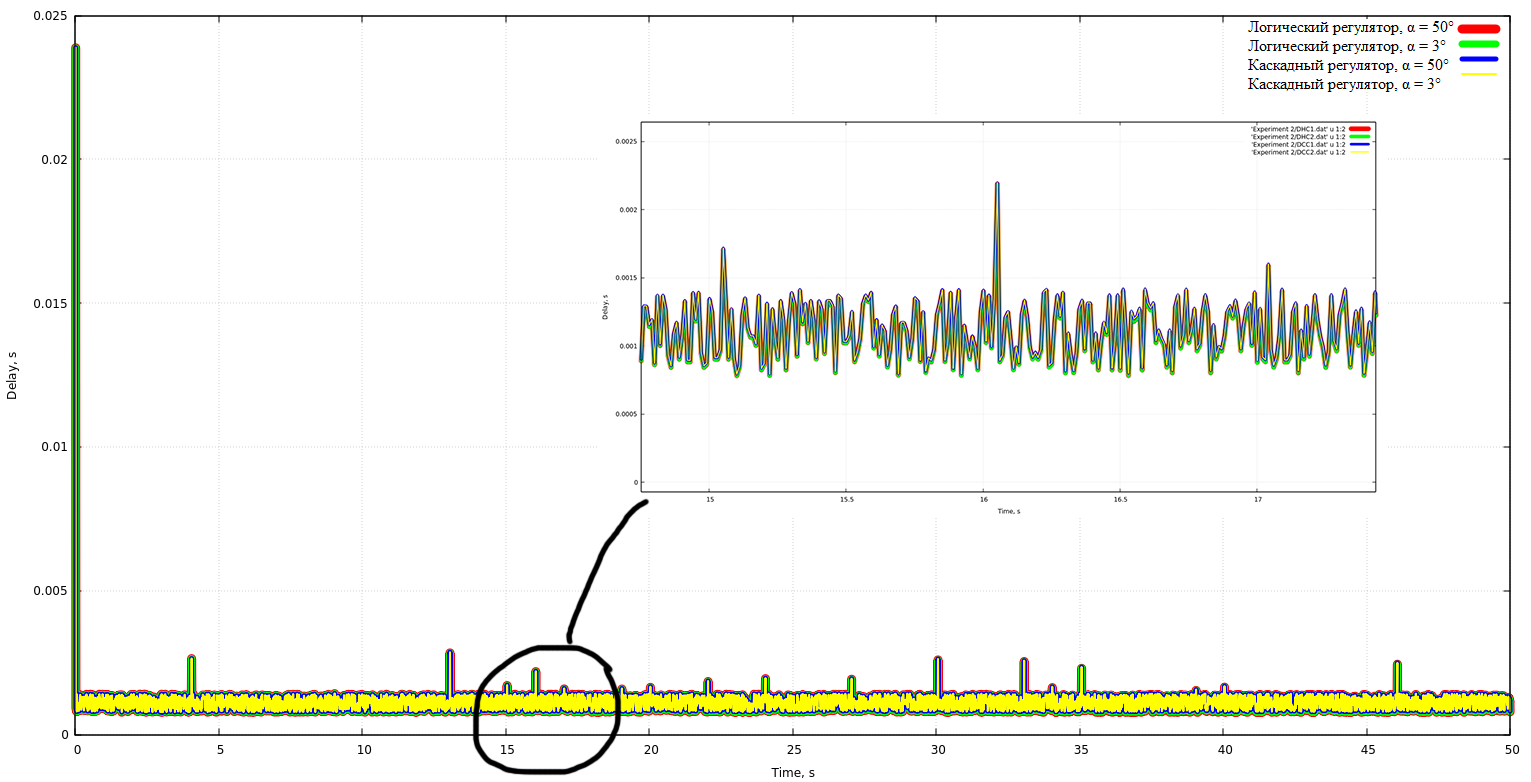 0.025
Логический регулятор, α = 50°
Логический регулятор, α = 3°
Каскадный регулятор, α = 50°
Каскадный регулятор, α = 3°
'Experiment 2/DHC1.dat' u 1:2
'Experiment 2/DHC2.dat' u 1:2
'Experiment 2/DCC1.dat' u 1:2
'Experiment 2/DCC2.dat' u 1:2
0.0025
0.002
0.0015
0.001
0.0005
0
Delay, s
15
15.5
16
16.5
17
Time, s
0.02
0.015
0.01
0.005
0
Delay, s
0
5
10
15
20
25
30
35
40
45
50
Time, s